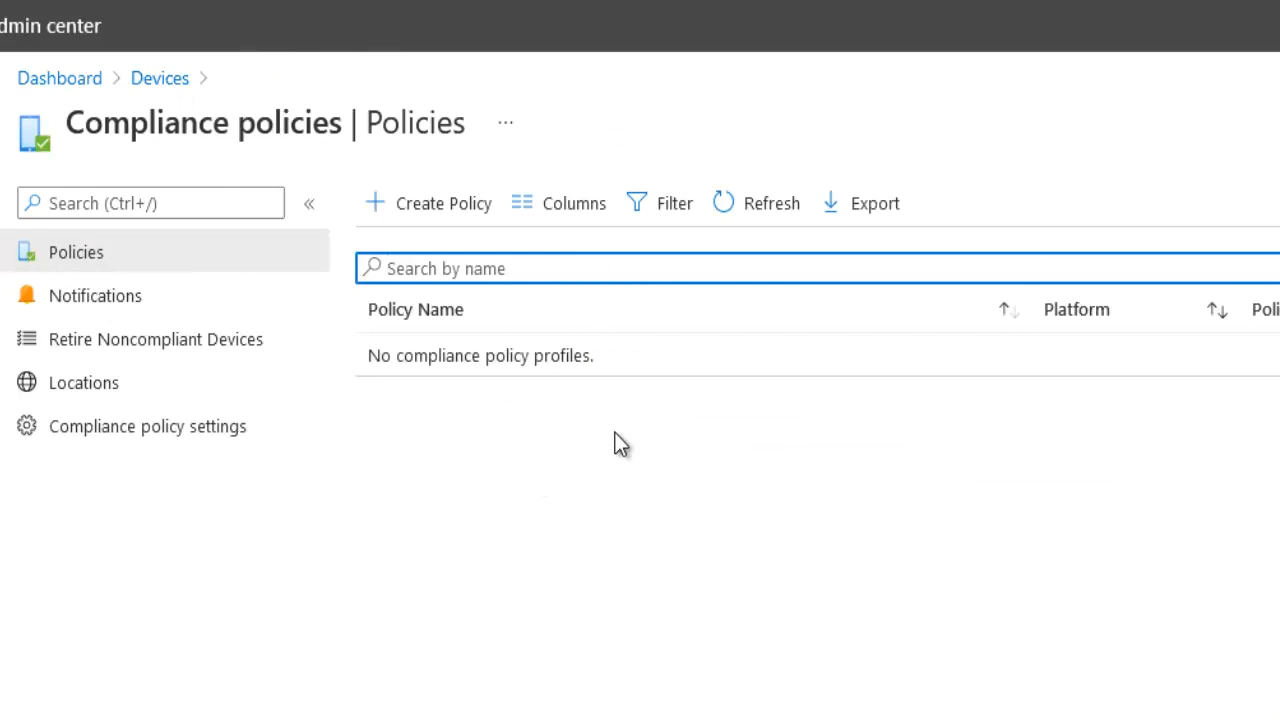 dmin center
Dashboard > Devices >
Compliance policies | Policies ...
Search (Ctrl+/) «
Create Policy Columns Filter Refresh Export
Policies
Search by name
Notifications
Policy Name Platform Poli
Retire Noncompliant Devices
No compliance policy profiles.
Locations
Compliance policy settings